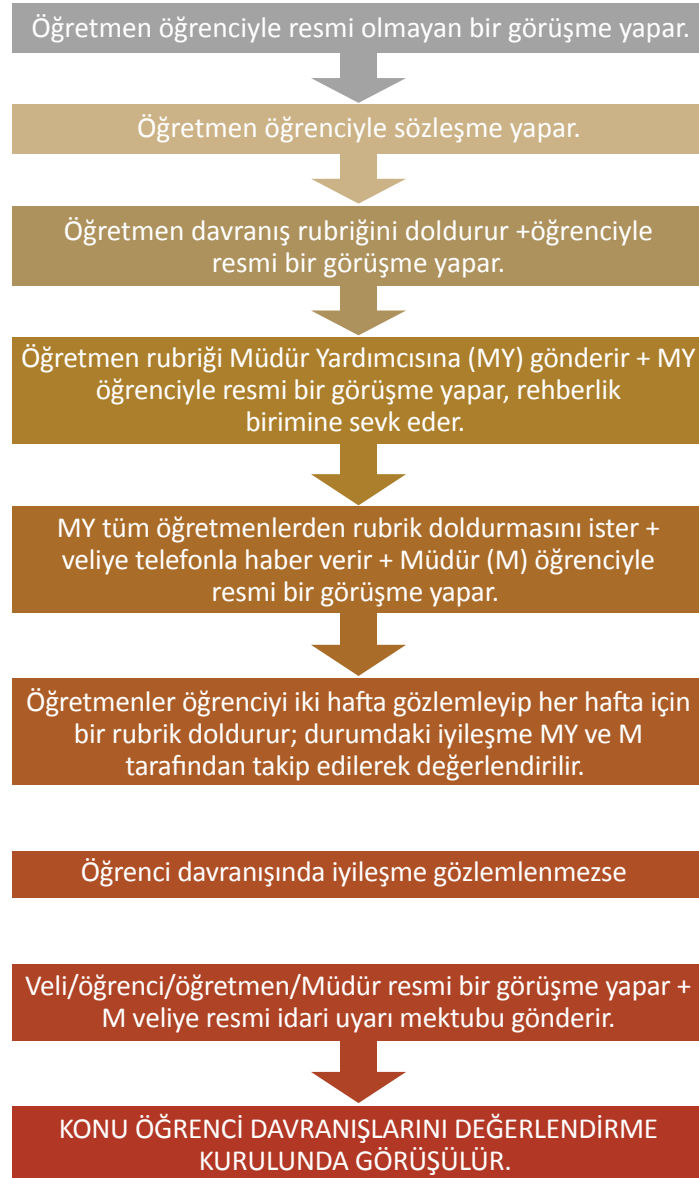 Öğretmen öğrenciyle resmi olmayan bir görüşme yapar.
Öğretmen öğrenciyle sözleşme yapar.
Öğretmen davranış rubriğini doldurur +öğrenciyle
resmi bir görüşme yapar.
Öğretmen rubriği Müdür Yardımcısına (MY) gönderir + MY
öğrenciyle resmi bir görüşme yapar, rehberlik
birimine sevk eder.
MY tüm öğretmenlerden rubrik doldurmasını ister +
veliye telefonla haber verir + Müdür (M) öğrenciyle
resmi bir görüşme yapar.
Öğretmenler öğrenciyi iki hafta gözlemleyip her hafta için
bir rubrik doldurur; durumdaki iyileşme MY ve M
tarafından takip edilerek değerlendirilir.
Öğrenci davranışında iyileşme gözlemlenmezse
Veli/öğrenci/öğretmen/Müdür resmi bir görüşme yapar +
M veliye resmi idari uyarı mektubu gönderir.
KONU ÖĞRENCİ DAVRANIŞLARINI DEĞERLENDİRME
KURULUNDA GÖRÜŞÜLÜR.